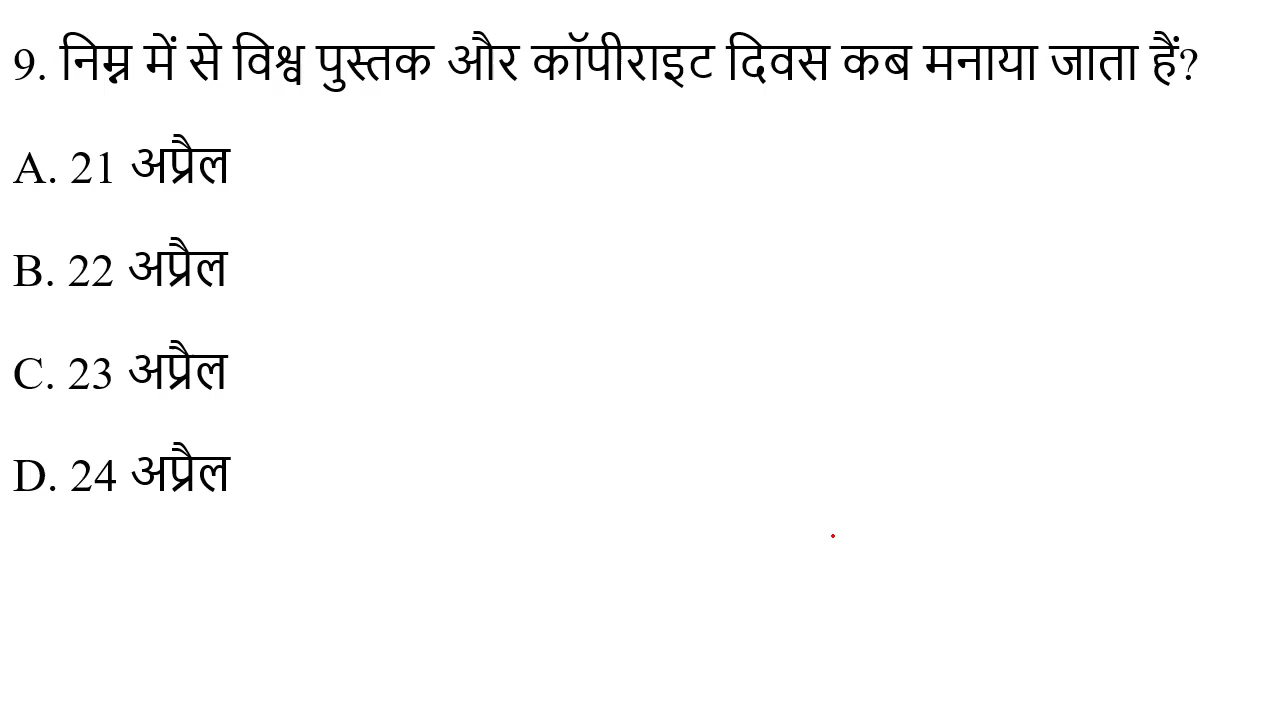 9. निम्न में से विश्व पुस्तक और कॉपीराइट दिवस कब मनाया जाता हैं?
A. 21 अप्रैल
B. 22 अप्रैल
C. 23 अप्रैल
D. 24 अप्रैल